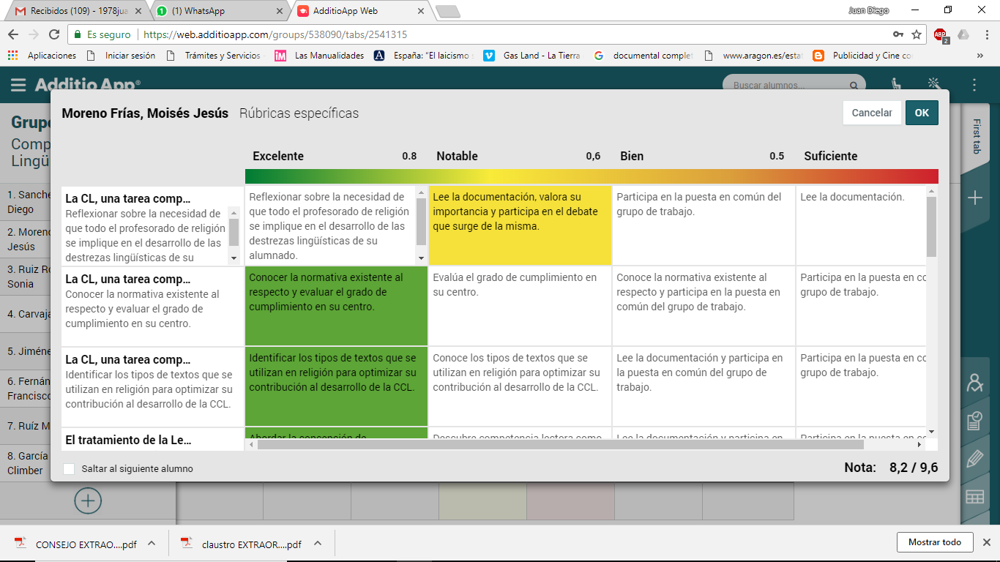 Recibidos (109) - 1978jua
(1) WhatsApp
AdditioApp Web
Juan Diego
Es seguro
https://web.additioapp.com/groups/538090/tabs/2541315
ABP
2
Aplicaciones
Iniciar sesión
Trámites y Servicios
Las Manualidades
España: "El laicismo
Gas Land - La Tierra
documental complet
www.aragon.es/esta
Publicidad y Cine co
»
Additio App®
Buscar alumnos...
Moreno Frías, Moisés Jesús Rúbricas específicas
Cancelar
OK
Grupo
Comp
Lingü
First tab
Excelente 0.8
Notable 0,6
Bien 0.5
Suficiente
1. Sanche
Diego
2. Moreno
Jesús
3. Ruiz Ro
Sonia
4. Carvaja
5. Jiméne
6. Fernán
Francisco
7. Ruíz M
8. García
Climber
La CL, una tarea comp...
Reflexionar sobre la necesidad de
que todo el profesorado de religión
se implique en el desarrollo de las
destrezas lingüísticas de su
Reflexionar sobre la necesidad de
que todo el profesorado de religión
se implique en el desarrollo de las
destrezas lingüísticas de su
alumnado.
Lee la documentación, valora su
importancia y participa en el debate
que surge de la misma.
Participa en la puesta en común del
grupo de trabajo.
Lee la documentación.
La CL, una tarea comp...
Conocer la normativa existente al
respecto y evaluar el grado de
cumplimiento en su centro.
Conocer la normativa existente al
respecto y evaluar el grado de
cumplimiento en su centro.
Evalúa el grado de cumplimiento en
su centro.
Conoce la normativa existente al
respecto y participa en la puesta en
común del grupo de trabajo.
Participa en la puesta en co
grupo de trabajo.
La CL, una tarea comp...
Identificar los tipos de textos que se
utilizan en religión para optimizar su
contribución al desarrollo de la CCL.
Identificar los tipos de textos que se
utilizan en religión para optimizar su
contribución al desarrollo de la CCL.
Conoce los tipos de textos que se
utilizan en religión para optimizar su
contribución al desarrollo de la CCL.
Lee la documentación y participa en
la puesta en común del grupo de
trabajo.
Participa en la puesta en co
grupo de trabajo.
El tratamiento de la Le...
Abordar la concepción de
Descubre competencia lectora como
Lee la documentación y participa en
Participa en la puesta en co
Saltar al siguiente alumno
Nota: 8,2 / 9,6
CONSEJO EXTRAO....pdf
claustro EXTRAOR....pdf
Mostrar todo